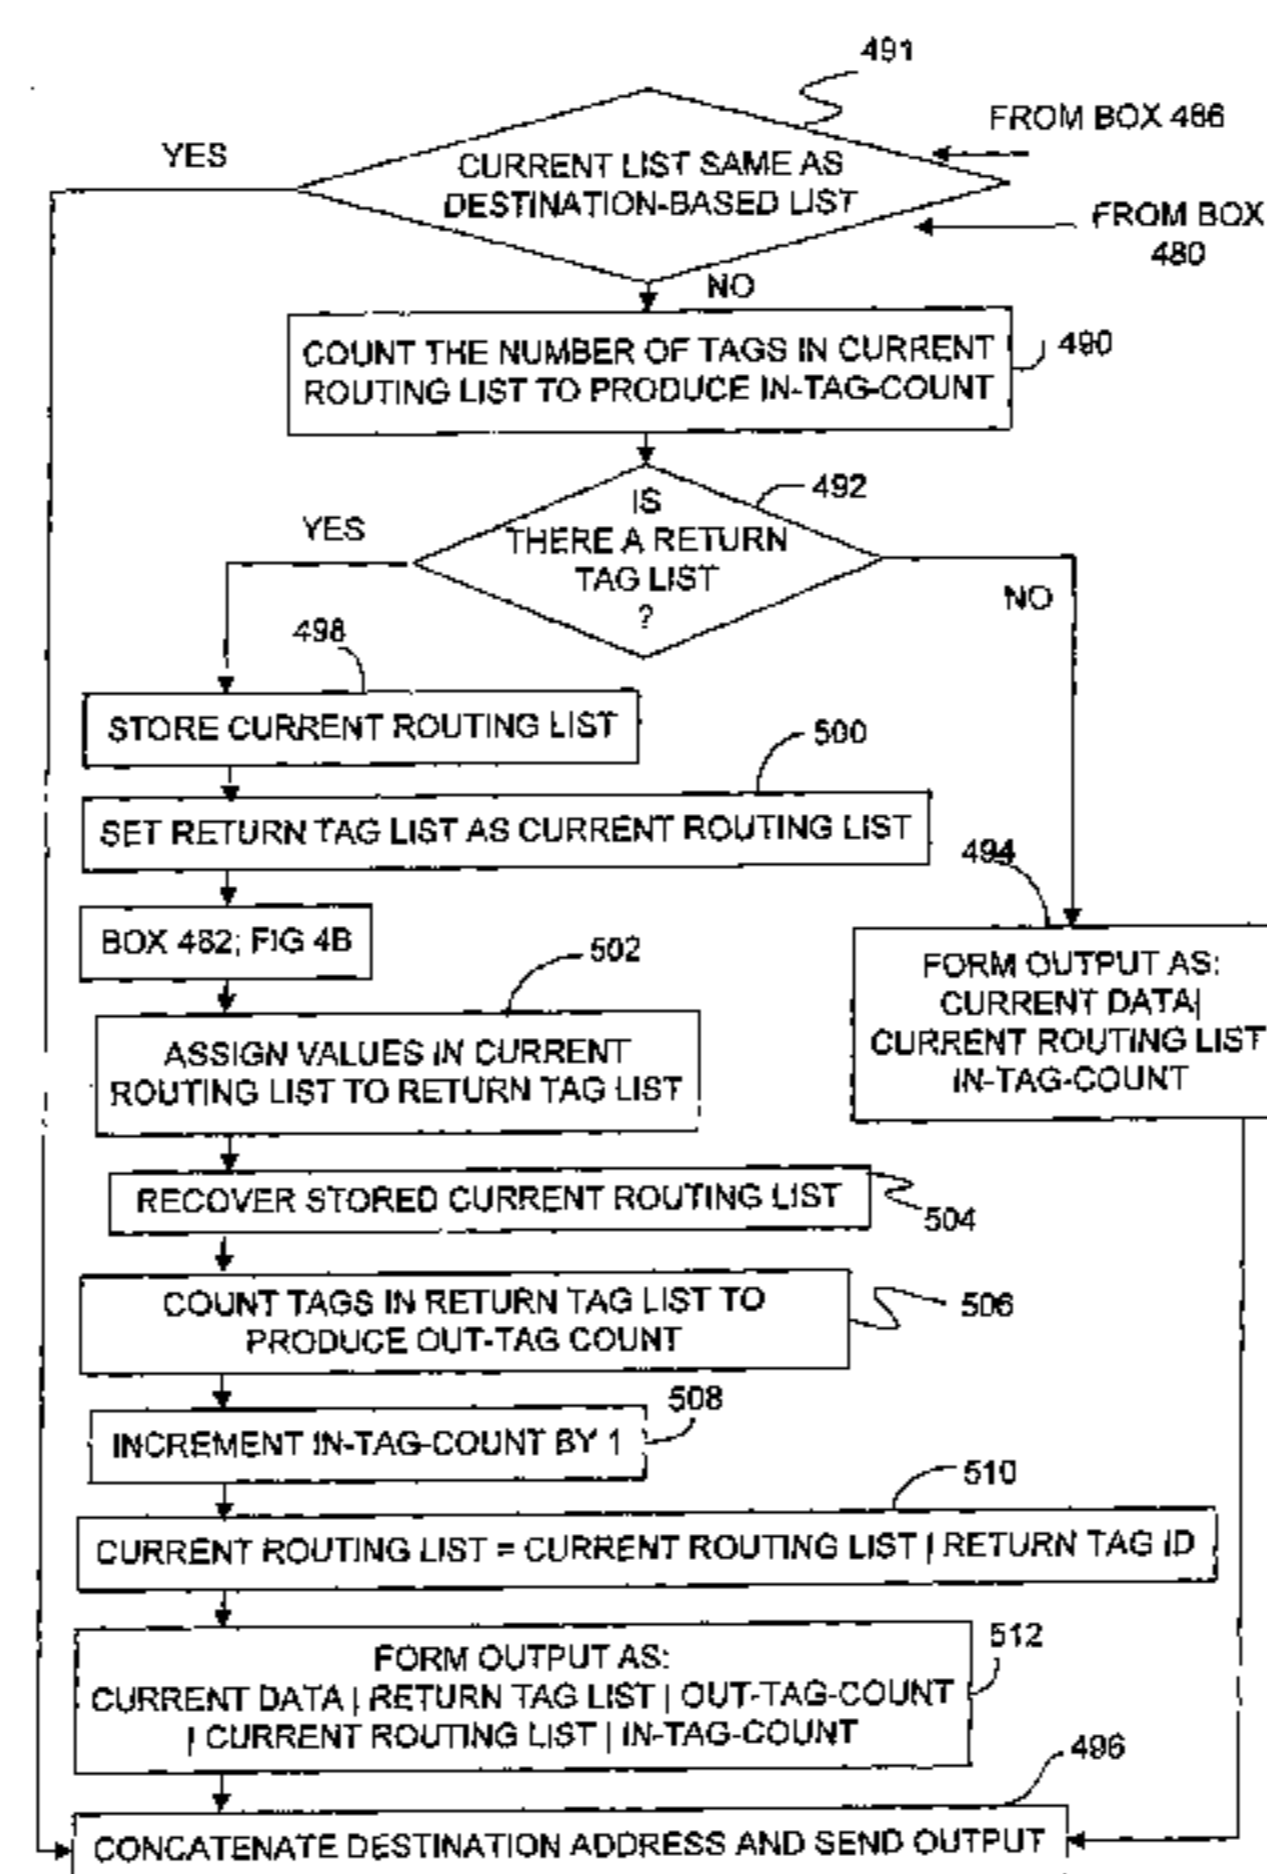 491
FROM BOX 486
YES
CURRENT LIST SAME AS
DESTINATION-BASED LIST
FROM BOX
480
NO
COUNT THE NUMBER OF TAGS IN CURRENT
ROUTING LIST TO PRODUCE IN-TAG-COUNT
490
492
IS
THERE A RETURN
TAG LIST
?
YES
NO
498
STORE CURRENT ROUTING LIST
500
SET RETURN TAG LIST AS CURRENT ROUTING LIST
494
BOX 482; FIG 4B
502
FORM OUTPUT AS:
CURRENT DATA|
CURRENT ROUTING LIST
IN-TAG-COUNT
ASSIGN VALUES IN CURRENT
ROUTING LIST TO RETURN TAG LIST
RECOVER STORED CURRENT ROUTING LIST
504
COUNT TAGS IN RETURN TAG LIST TO
PRODUCE OUT-TAG COUNT
506
508
INCREMENT IN-TAG-COUNT BY 1
510
CURRENT ROUTING LIST = CURRENT ROUTING LIST | RETURN TAG ID
512
FORM OUTPUT AS:
CURRENT DATA | RETURN TAG LIST | OUT-TAG-COUNT
| CURRENT ROUTING LIST | IN-TAG-COUNT
496
CONCATENATE DESTINATION ADDRESS AND SEND OUTPUT